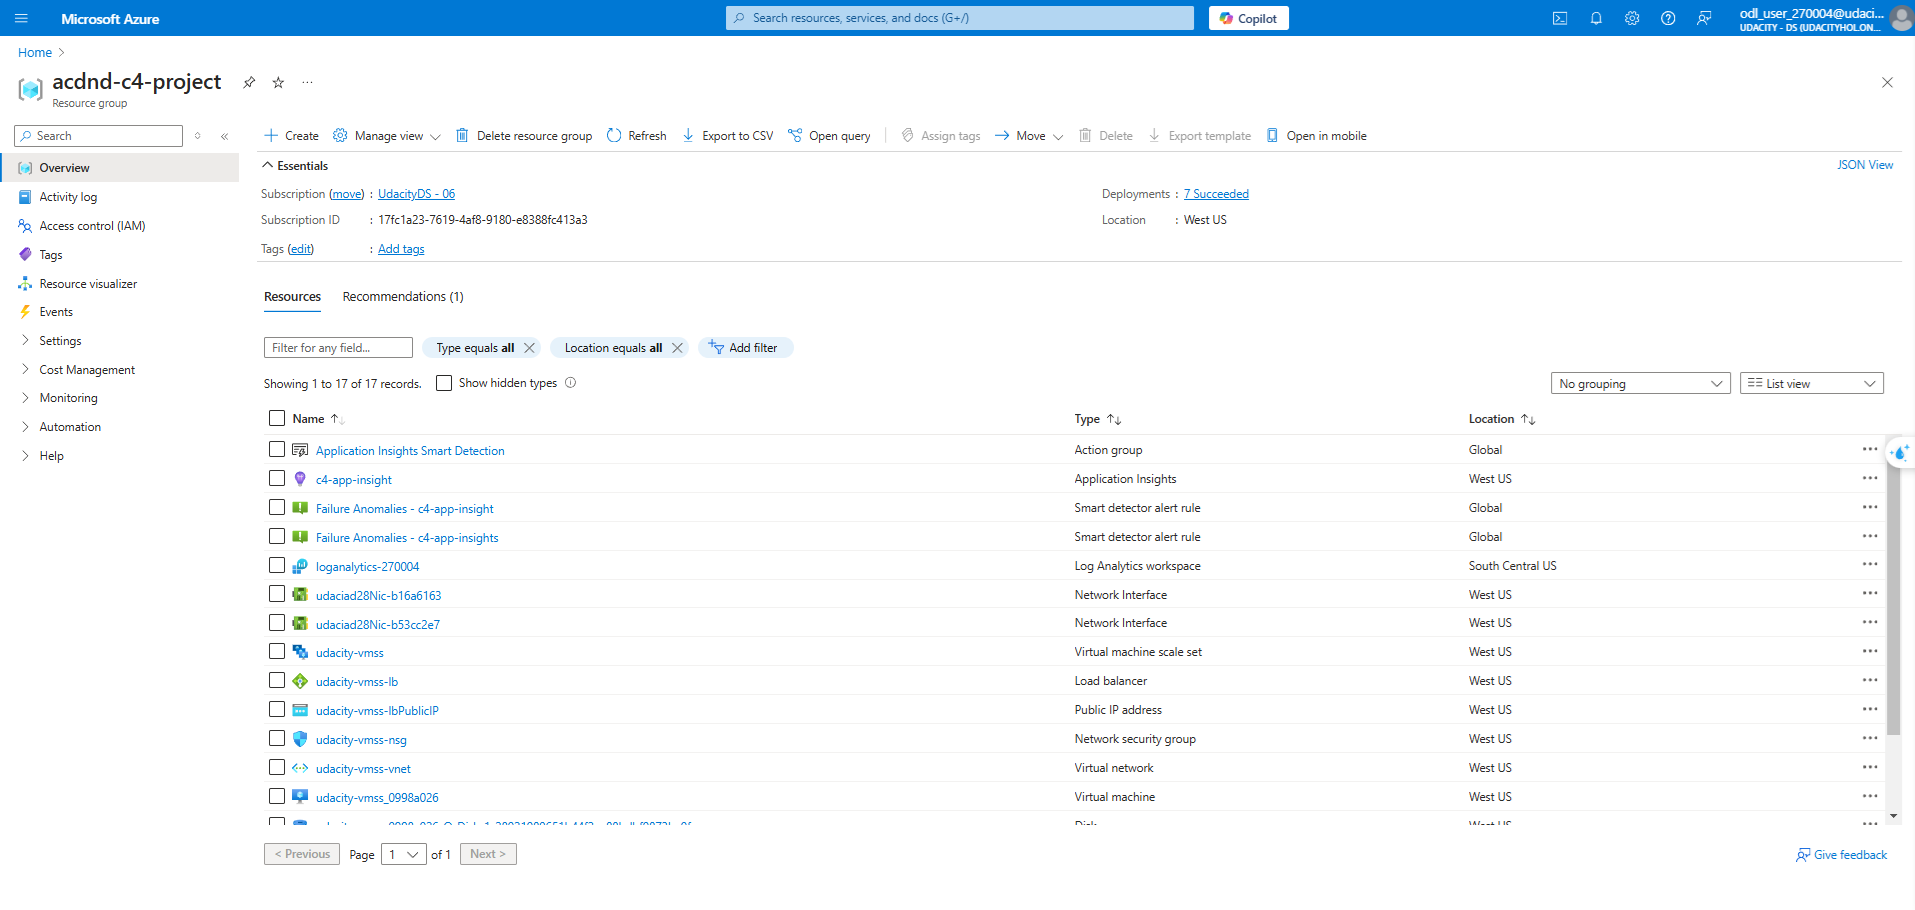 Microsoft Azure
Search resources, services, and docs (G+/)
Copilot
odl_user_270004@udaci...
UDACITY - DS (UDACITYHOL.ON...
Home
acdnd-c4-project
Resource group
Search
Overview
Activity log
Access control (IAM)
Tags
Resource visualizer
Events
Settings
Cost Management
Monitoring
Automation
Help
Create Manage view Delete resource group Refresh Export to CSV Open query Assign tags Move Delete Export template Open in mobile
Essentials
JSON View
Subscription (move) : UdacityDS - 06
Deployments : 7 Succeeded
Subscription ID : 17fc1a23-7619-4af8-9180-e8388fc413a3
Location : West US
Tags (edit) : Add tags
Resources Recommendations (1)
Filter for any field...
Type equals all
Location equals all
Add filter
Showing 1 to 17 of 17 records. Show hidden types
No grouping
List view
Name Type Location
Application Insights Smart Detection Action group Global
c4-app-insight Application Insights West US
Failure Anomalies - c4-app-insight Smart detector alert rule Global
Failure Anomalies - c4-app-insights Smart detector alert rule Global
loganalytics-270004 Log Analytics workspace South Central US
udaciad28Nic-b16a6163 Network Interface West US
udaciad28Nic-b53cc2e7 Network Interface West US
udacity-vmss Virtual machine scale set West US
udacity-vmss-lb Load balancer West US
udacity-vmss-lbPublicIP Public IP address West US
udacity-vmss-nsg Network security group West US
udacity-vmss-vnet Virtual network West US
udacity-vmss_0998a026 Virtual machine West US
Disk West US
< Previous Page 1 of 1 Next >
Give feedback